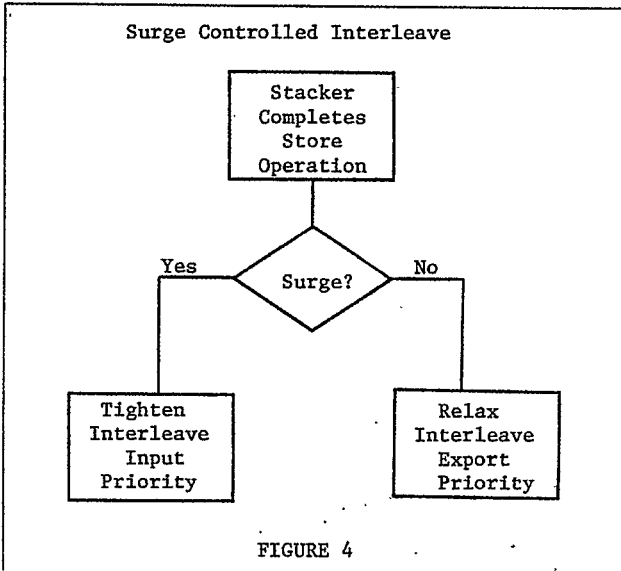 Surge Controlled Interleave
Stacker
Completes
Store
Operation
Yes
Surge?
No
Tighten
Interleave
Input
Priority
Relax
Interleave
Export
Priority
FIGURE 4